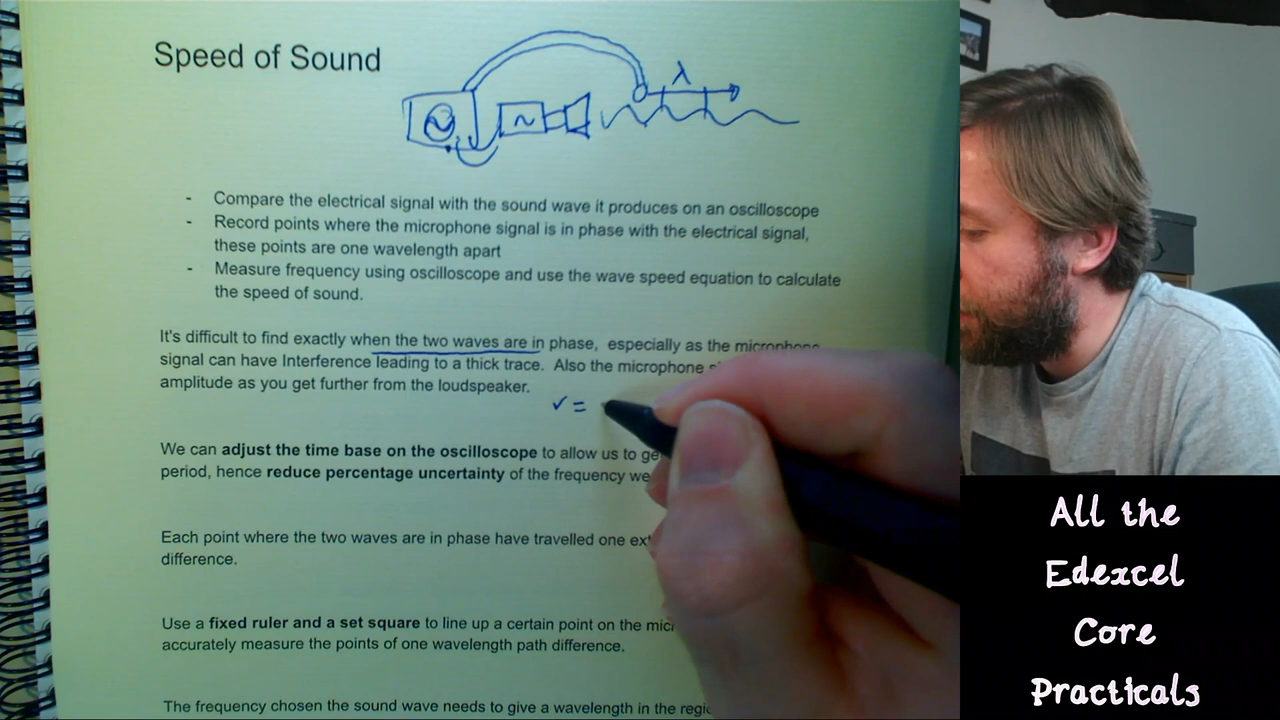 Speed of Sound
λ
~
- Compare the electrical signal with the sound wave it produces on an oscilloscope
- Record points where the microphone signal is in phase with the electrical signal,
these points are one wavelength apart
- Measure frequency using oscilloscope and use the wave speed equation to calculate
the speed of sound.
It's difficult to find exactly when the two waves are in phase, especially as the microphone
signal can have Interference leading to a thick trace. Also the microphone
amplitude as you get further from the loudspeaker.
v =
We can adjust the time base on the oscilloscope to allow us to
period, hence reduce percentage uncertainty of the frequency we
Each point where the two waves are in phase have travelled one
difference.
Use a fixed ruler and a set square to line up a certain point on the
accurately measure the points of one wavelength path difference.
The frequency chosen the sound wave needs to give a wavelength in the
All the
Edexcel
Core
Practicals